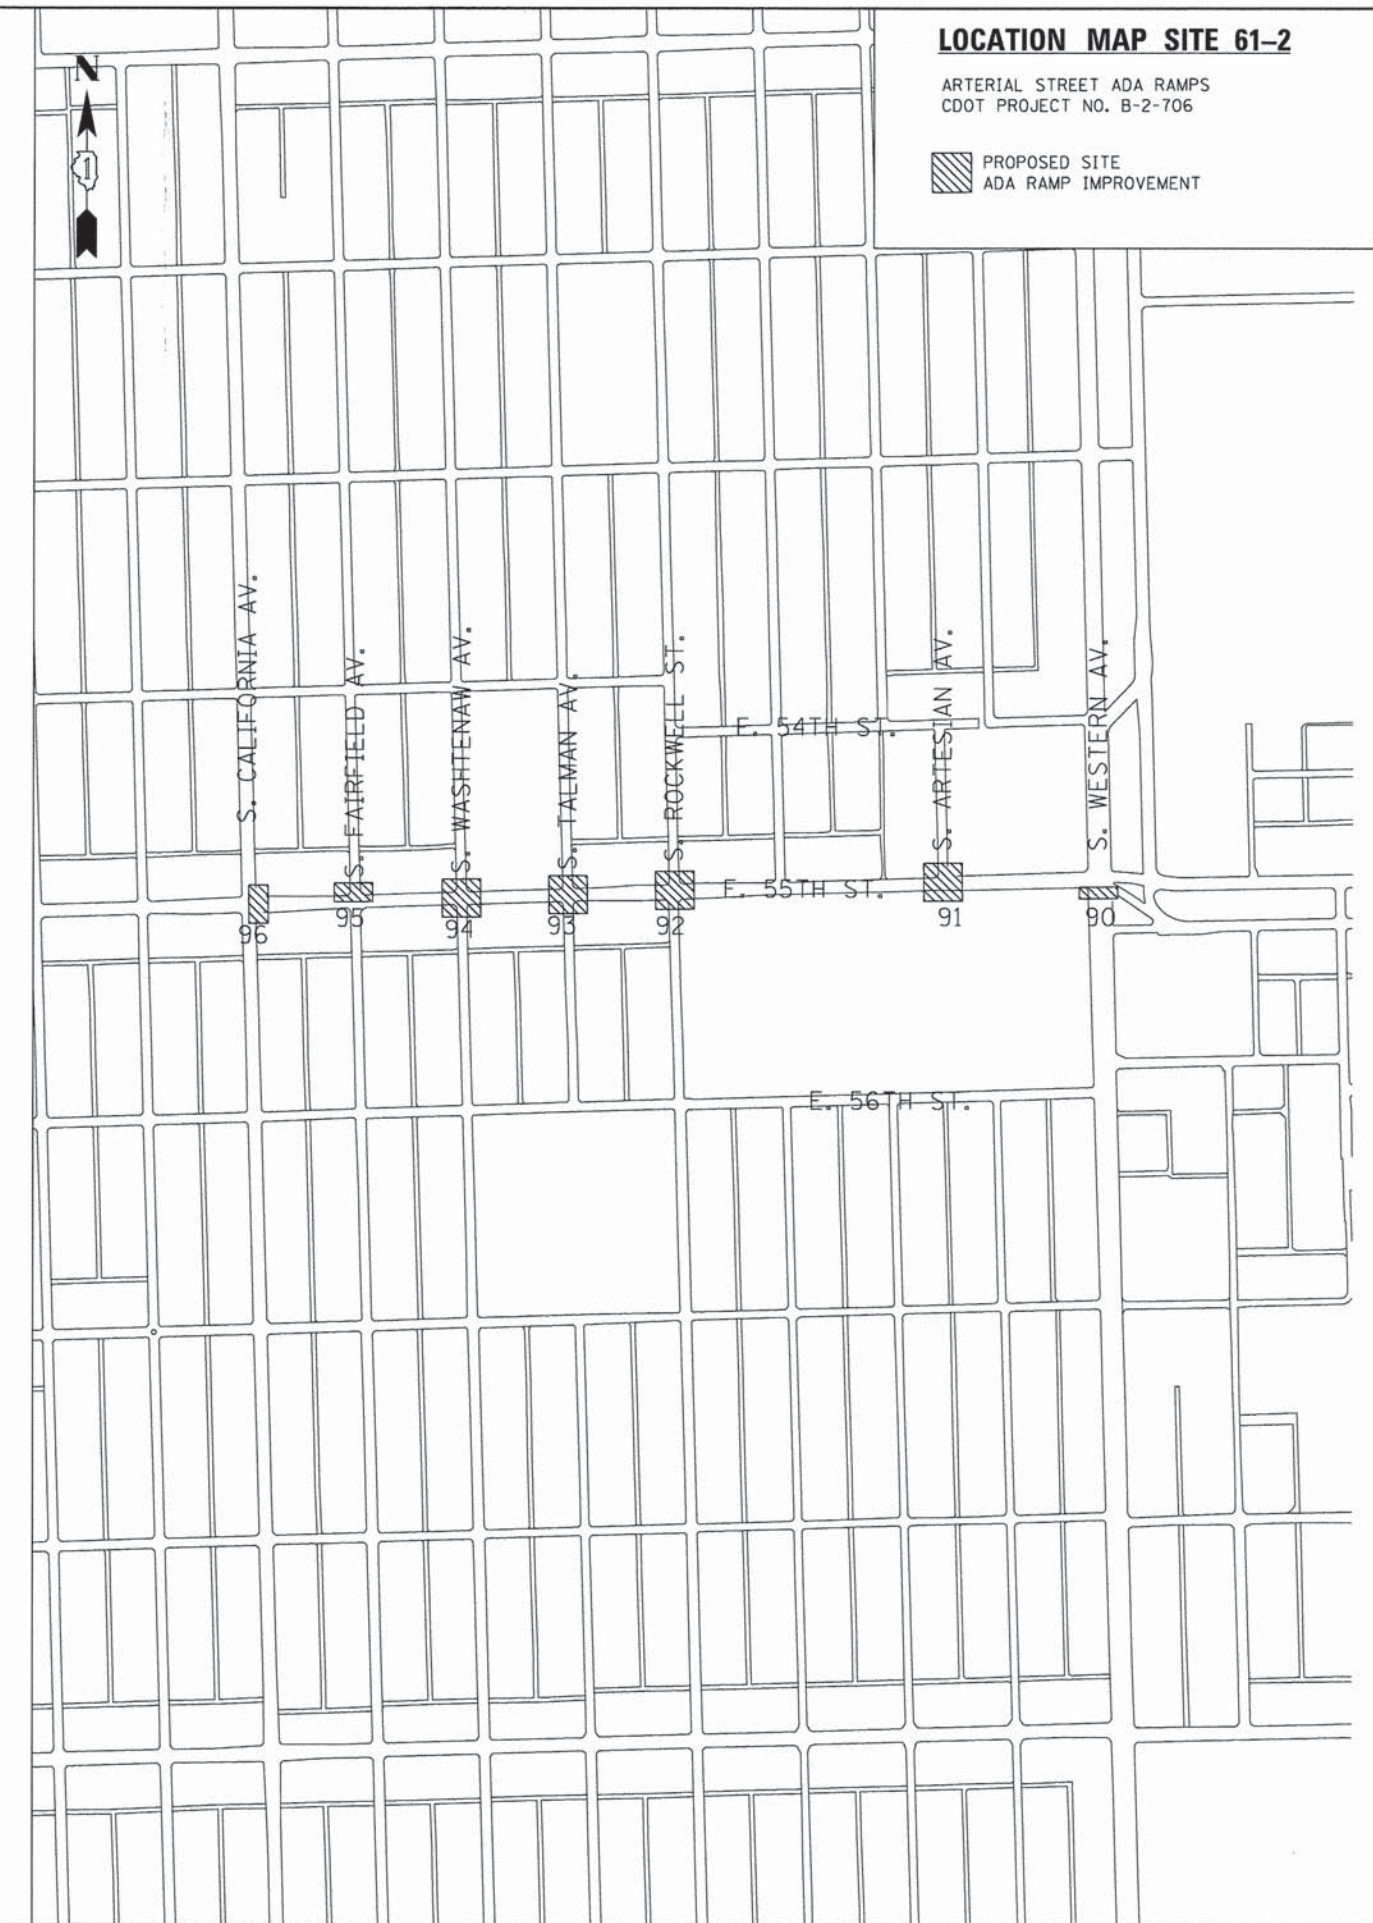 LOCATION MAP SITE 61-2
ARTERIAL STREET ADA RAMPS
CDOT PROJECT NO. B-2-706
PROPOSED SITE
ADA RAMP IMPROVEMENT
N
1
S. CALIFORNIA AV.
S. FAIRFIELD AV.
S. WASHTENAW AV.
S. TALMAN AV.
S. ROCKWELL ST.
E. 54TH ST.
S. ARTESIAN AV.
S. WESTERN AV.
E. 55TH ST.
96
95
94
93
92
91
90
E. 56TH ST.